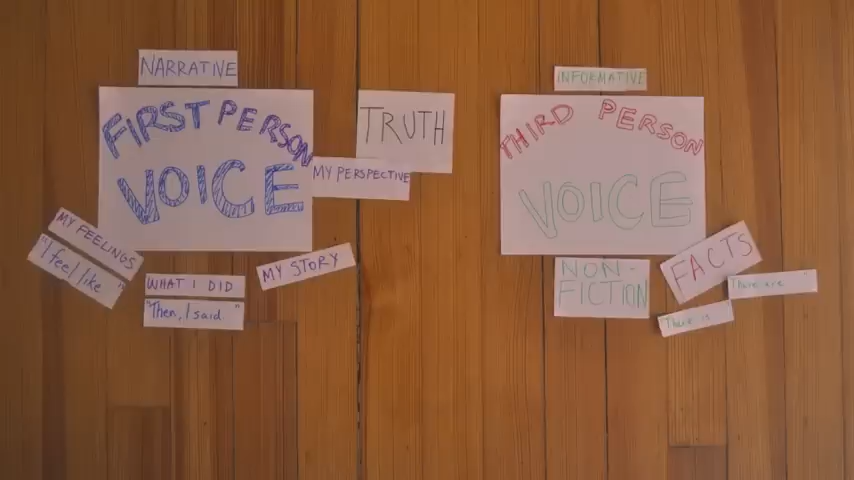 NARRATIVE
FIRST PERSON
VOICE
TRUTH
MY PERSPECTIVE
MY FEELINGS
"I feel like
WHAT I DID
"Then, I said. "
MY STORY
INFORMATIVE
THIRD PERSON
VOICE
NON-
FICTION
FACTS
There are
There is